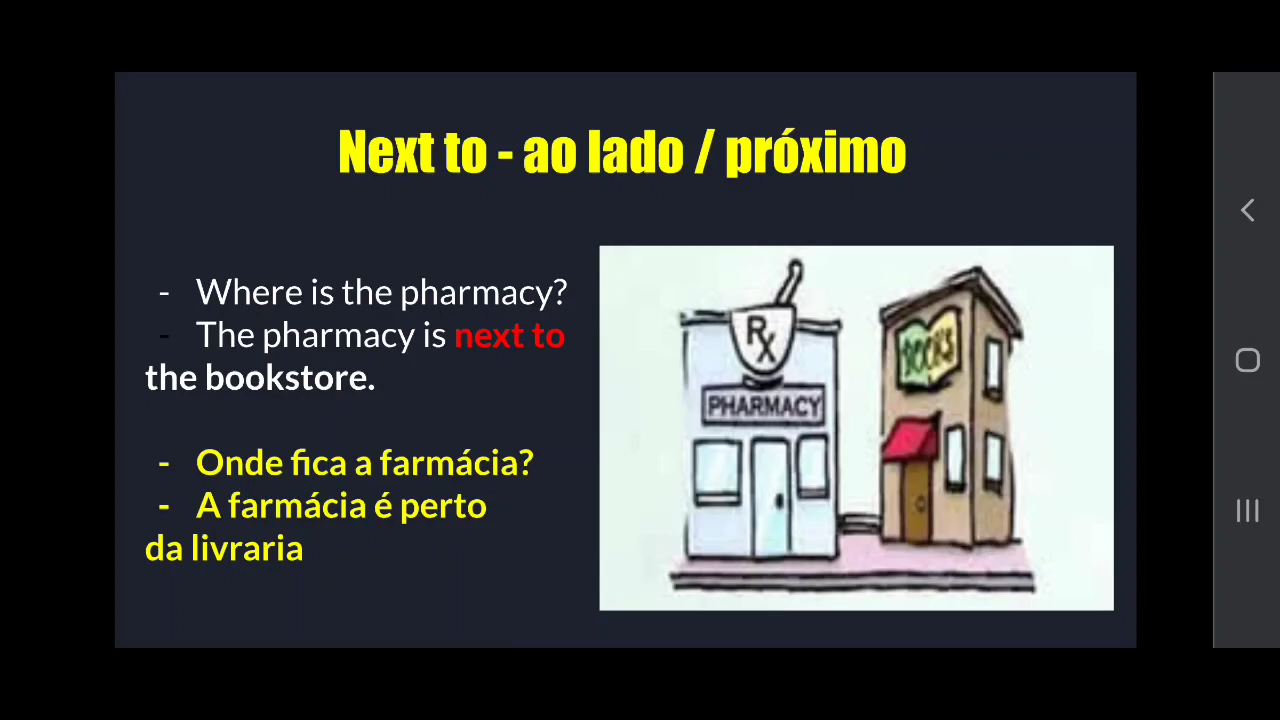 Next to - ao lado / próximo
- Where is the pharmacy?
- The pharmacy is next to
the bookstore.
- Onde fica a farmácia?
- A farmácia é perto
da livraria
RX
PHARMACY
BOOKS